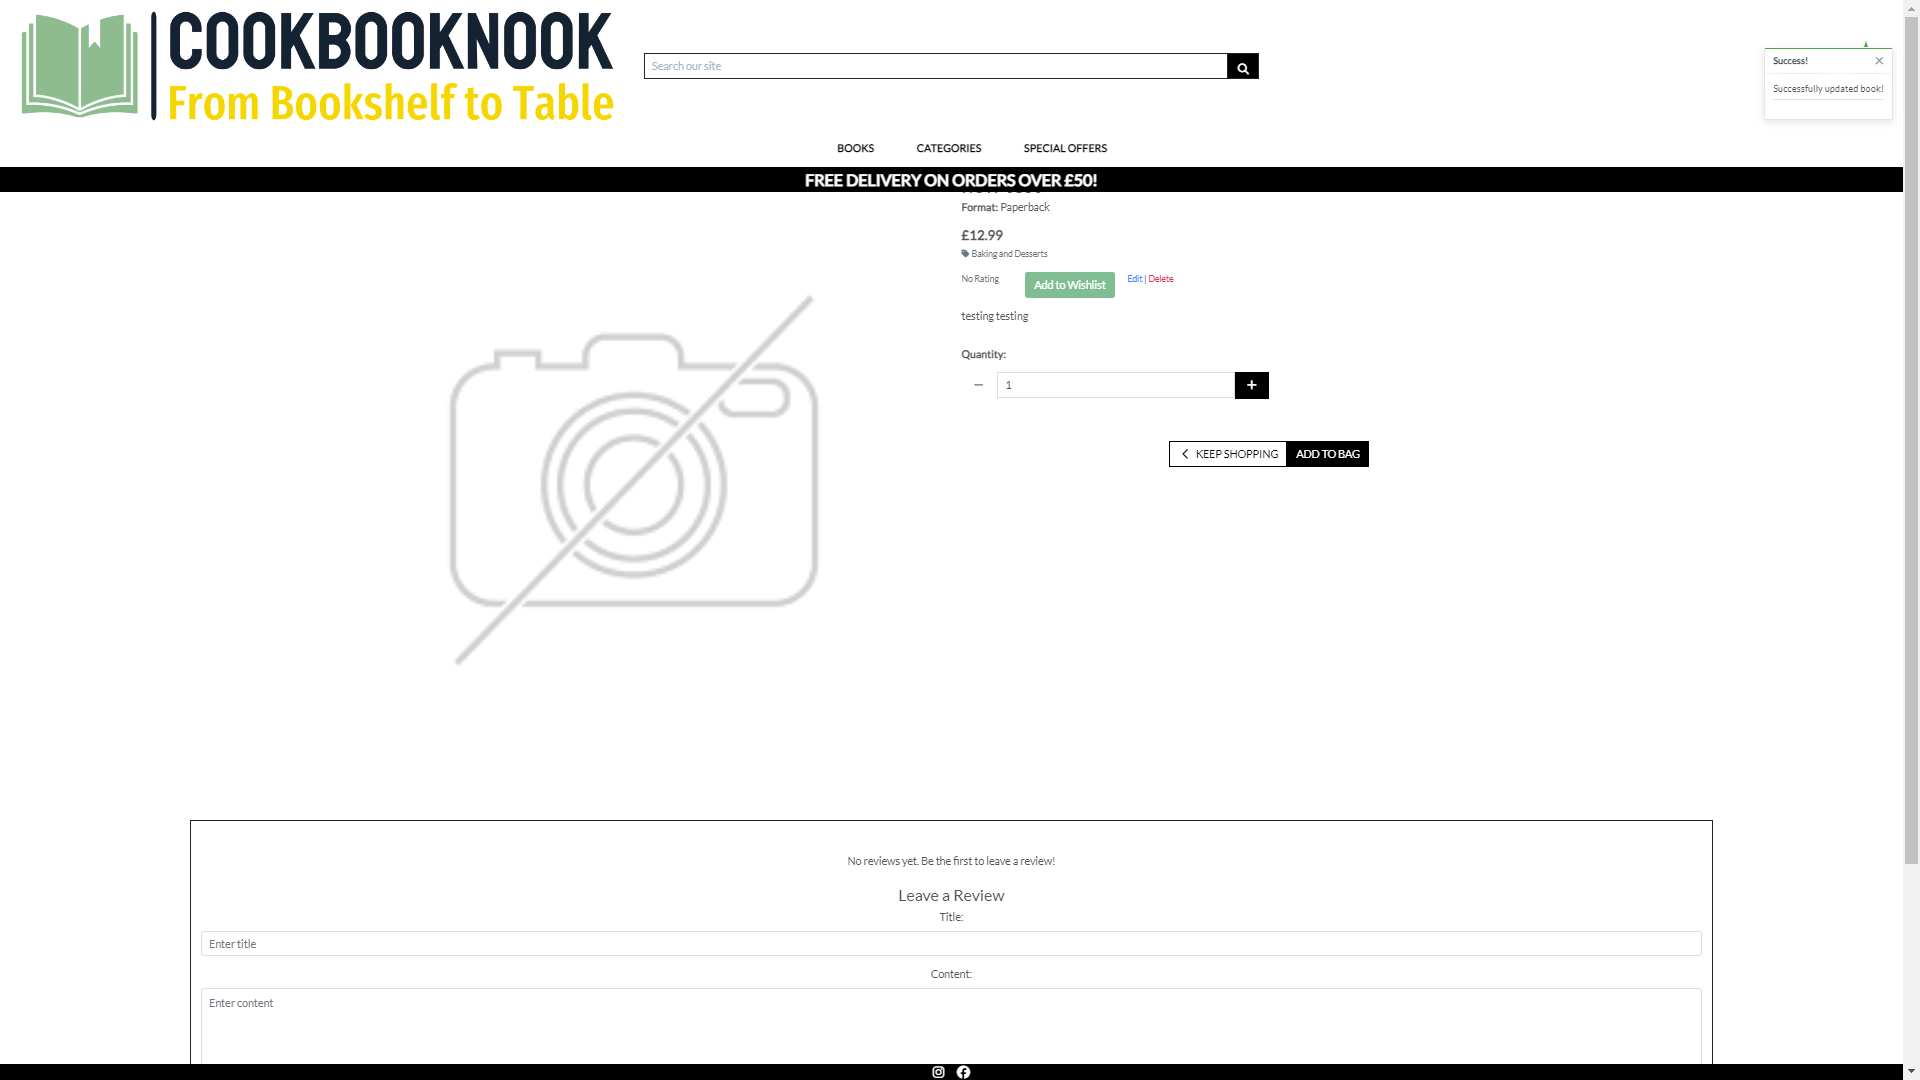 COOKBOOKNOOK
From Bookshelf to Table
Search our site
Success!
Successfully updated book!
BOOKS
CATEGORIES
SPECIAL OFFERS
FREE DELIVERY ON ORDERS OVER £50!
Format: Paperback
£12.99
Baking and Desserts
No Rating
Add to Wishlist
Edit | Delete
testing testing
Quantity:
1
KEEP SHOPPING
ADD TO BAG
No reviews yet. Be the first to leave a review!
Leave a Review
Title:
Enter title
Content:
Enter content